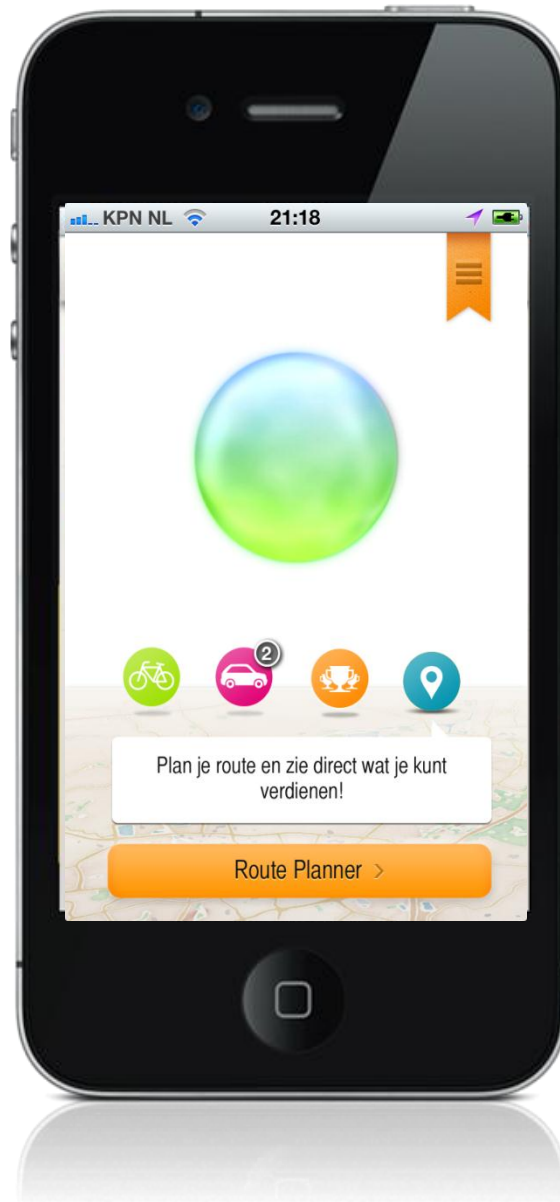 KPN NL 21:18
2
Plan je route en zie direct wat je kunt
verdienen!
Route Planner >